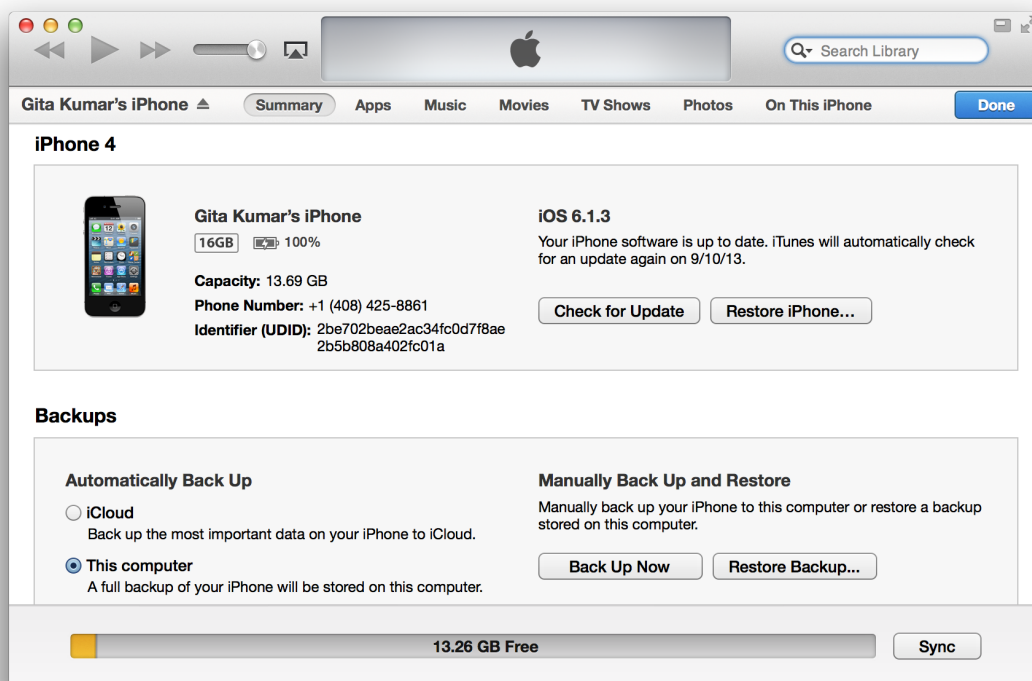 Search Library
Gita Kumar's iPhone
Summary
Apps
Music
Movies
TV Shows
Photos
On This iPhone
Done
iPhone 4
Gita Kumar's iPhone
16GB
100%
Capacity: 13.69 GB
Phone Number: +1 (408) 425-8861
Identifier (UDID): 2be702beae2ac34fc0d7f8ae
2b5b808a402fc01a
iOS 6.1.3
Your iPhone software is up to date. iTunes will automatically check
for an update again on 9/10/13.
Check for Update
Restore iPhone...
Backups
Automatically Back Up
iCloud
Back up the most important data on your iPhone to iCloud.
This computer
A full backup of your iPhone will be stored on this computer.
Manually Back Up and Restore
Manually back up your iPhone to this computer or restore a backup
stored on this computer.
Back Up Now
Restore Backup...
13.26 GB Free
Sync